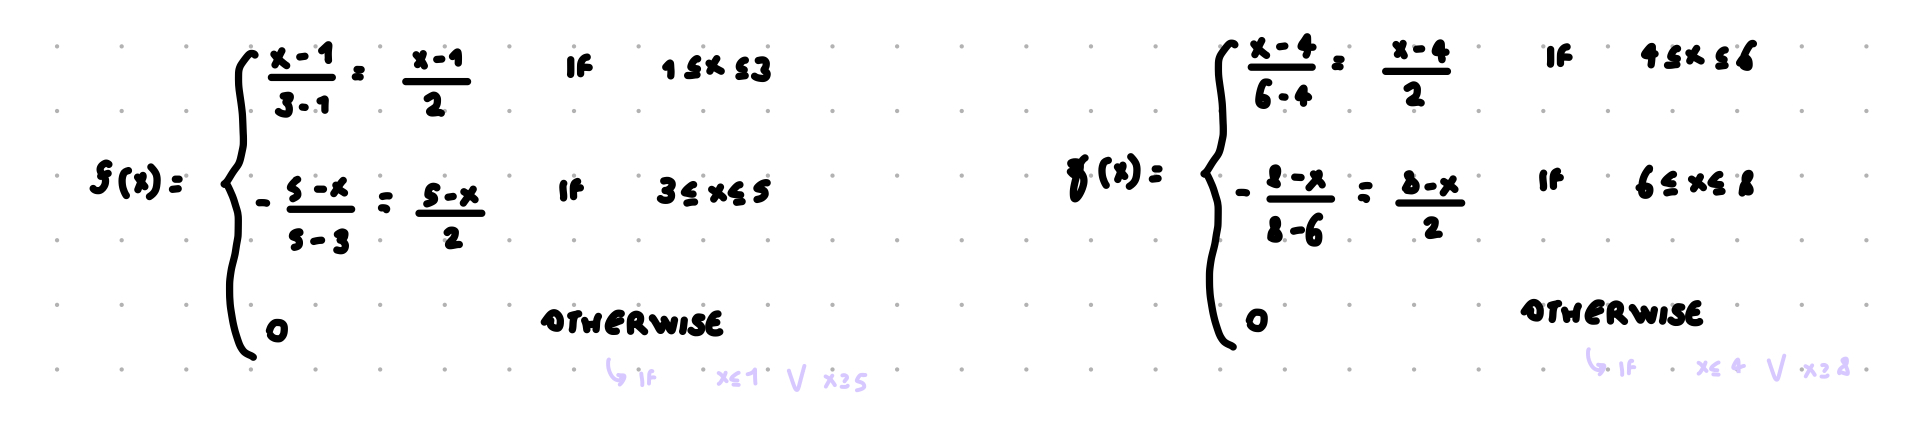 f(x) = { (x-1)/(3-1) = (x-1)/2 IF 1 ≤ x ≤ 3
- (5-x)/(5-3) = (5-x)/2 IF 3 ≤ x ≤ 5
0 OTHERWISE
↳ IF x ≤ 1 V x ≥ 5
g(x) = { (x-4)/(6-4) = (x-4)/2 IF 4 ≤ x ≤ 6
- (8-x)/(8-6) = (8-x)/2 IF 6 ≤ x ≤ 8
0 OTHERWISE
↳ IF x ≤ 4 V x ≥ 8